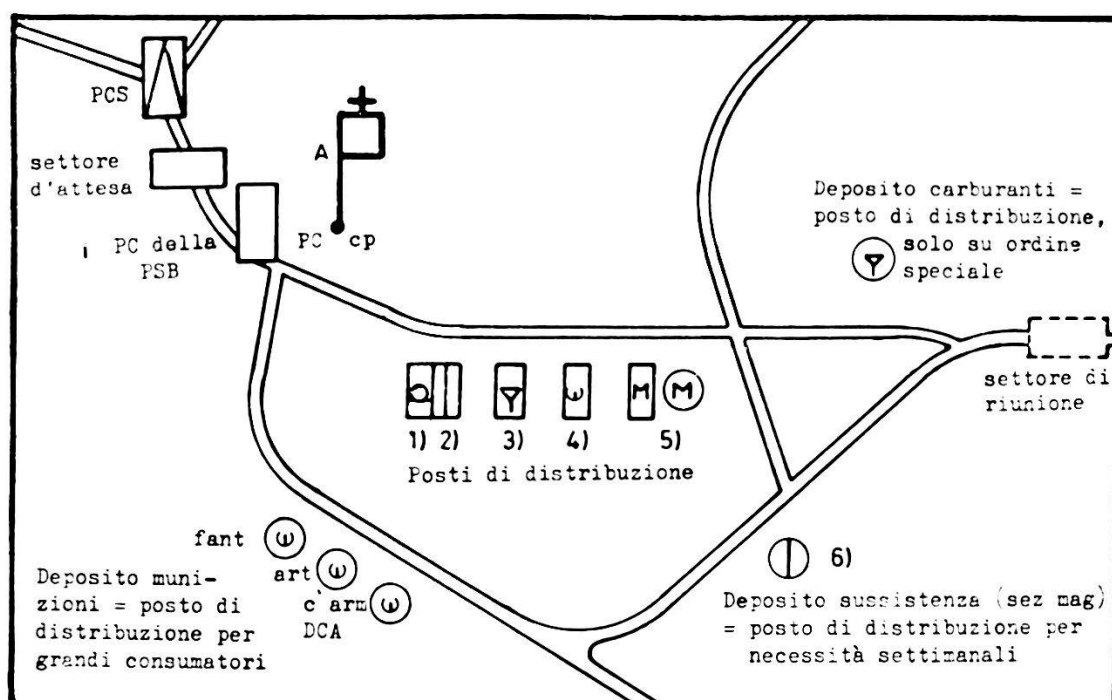 PCS
settore
d'attesa
A
PC cp
PC della
PSB
Deposito carburanti =
posto di distribuzione,
solo su ordine
speciale
settore di
riunione
M M
1) 2) 3) 4) 5)
Posti di distribuzione
fant
art
c'arm
DCA
Deposito muni-
zioni = posto di
distribuzione per
grandi consumatori
6)
Deposito sussistenza (sez mag)
= posto di distribuzione per
necessità settimanali